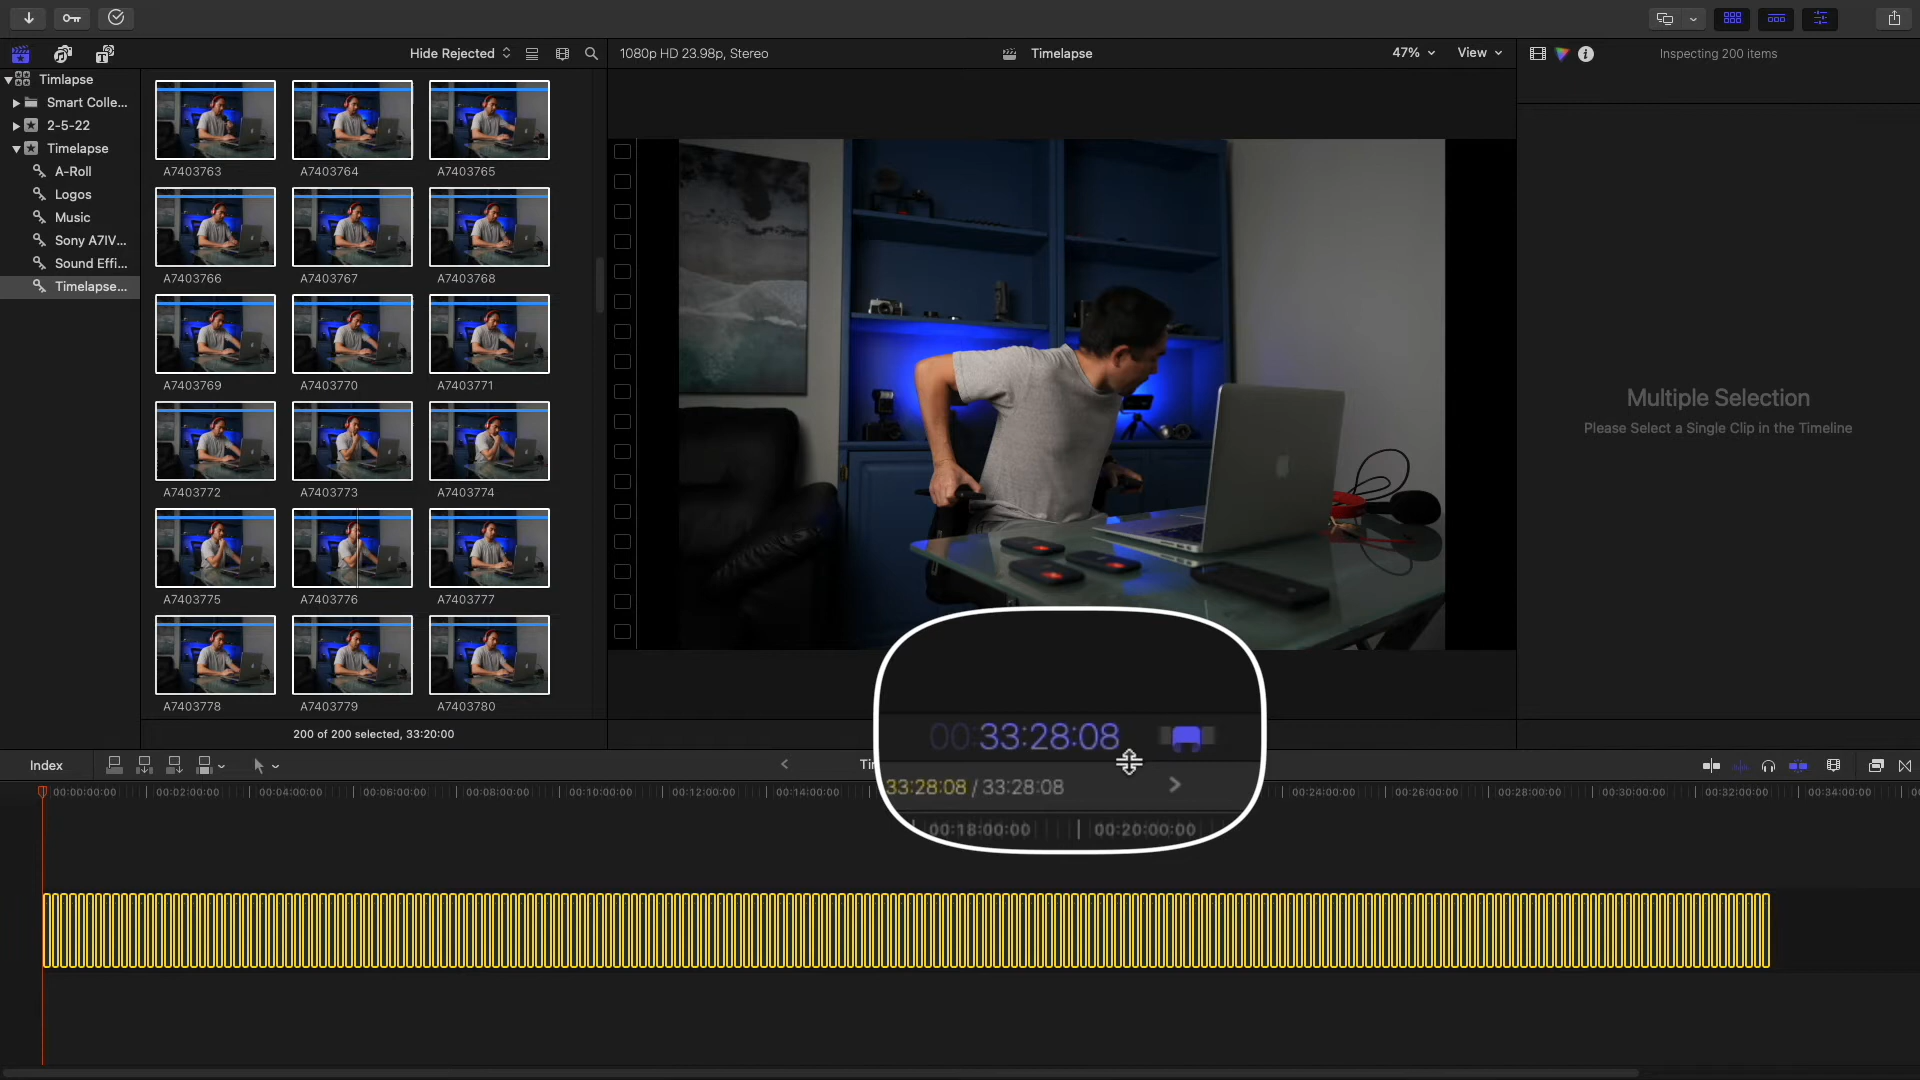 Hide Rejected
1080p HD 23.98p, Stereo
Timelapse
47%
View
Inspecting 200 items
Timlapse
Smart Colle...
2-5-22
Timelapse
A-Roll
Logos
Music
Sony A7IV...
Sound Effi...
Timelapse...
A7403763
A7403764
A7403765
A7403766
A7403767
A7403768
A7403769
A7403770
A7403771
A7403772
A7403773
A7403774
A7403775
A7403776
A7403777
A7403778
A7403779
A7403780
200 of 200 selected, 33:20:00
Multiple Selection
Please Select a Single Clip in the Timeline
00:33:28:08
Index
33:28:08 / 33:28:08
00:00:00:00
00:02:00:00
00:04:00:00
00:06:00:00
00:08:00:00
00:10:00:00
00:12:00:00
00:14:00:00
00:18:00:00
00:20:00:00
00:24:00:00
00:26:00:00
00:28:00:00
00:30:00:00
00:32:00:00
00:34:00:00